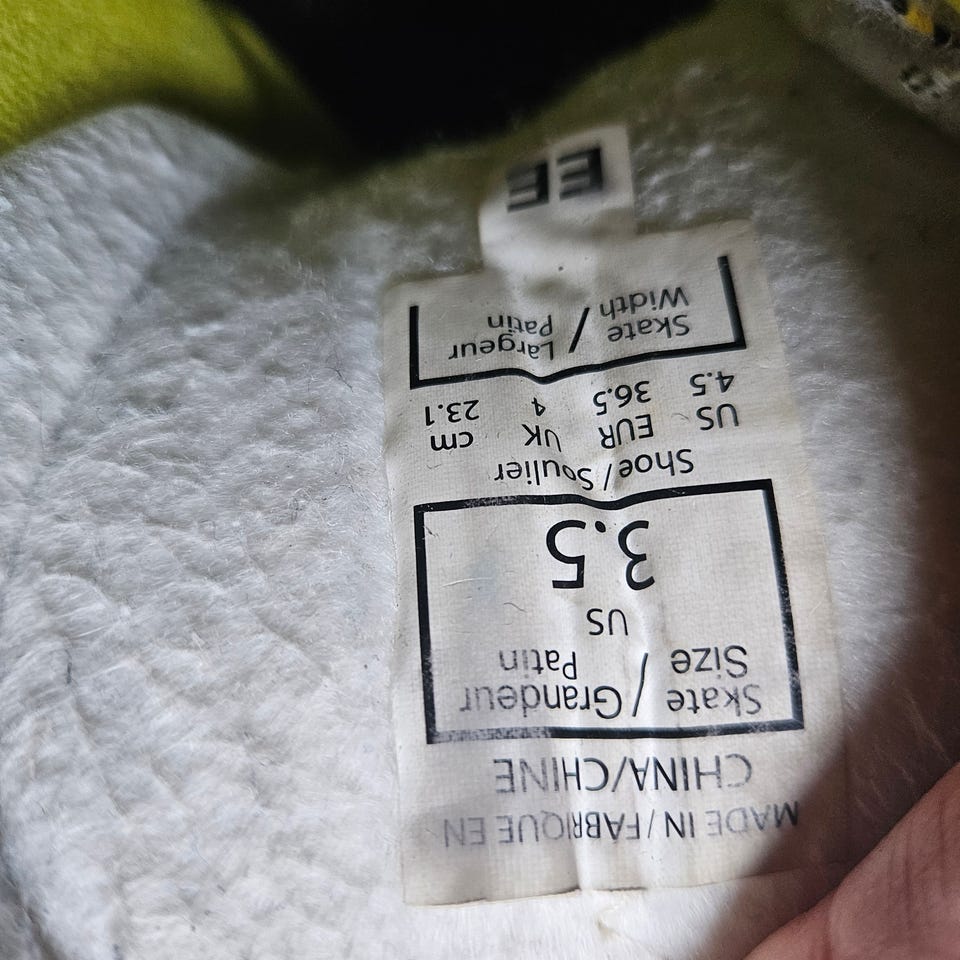 MADE IN / FABRIQUE EN
CHINA/CHINE
Skate / Grandeur
Size Patin
US
3.5
Shoe / Soulier
US EUR UK cm
4.5 36.5 4 23.1
Skate / Largeur
Width Patin
EE